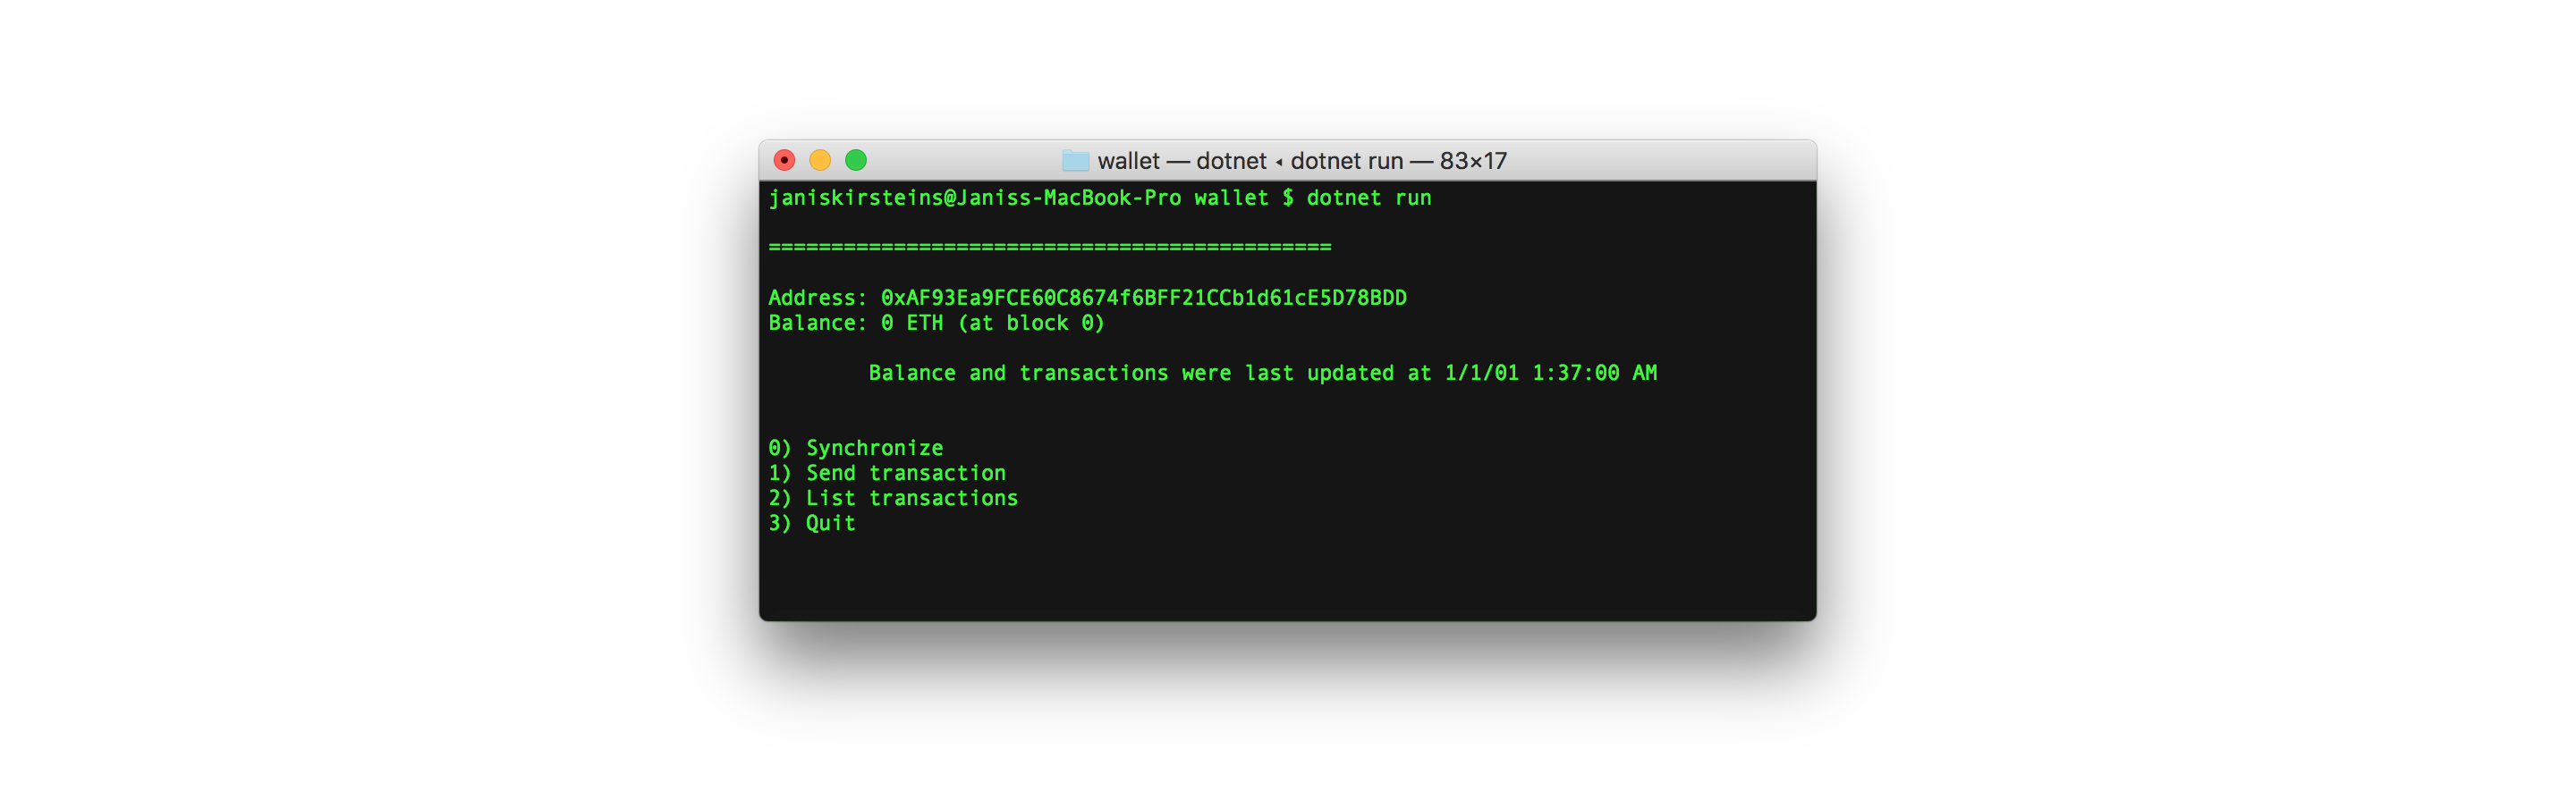 wallet — dotnet ◂ dotnet run — 83×17
janiskirsteins@Janiss-MacBook-Pro wallet $ dotnet run
=============================================
Address: 0xAF93Ea9FCE60C8674f6BFF21CCb1d61cE5D78BDD
Balance: 0 ETH (at block 0)
Balance and transactions were last updated at 1/1/01 1:37:00 AM
0) Synchronize
1) Send transaction
2) List transactions
3) Quit